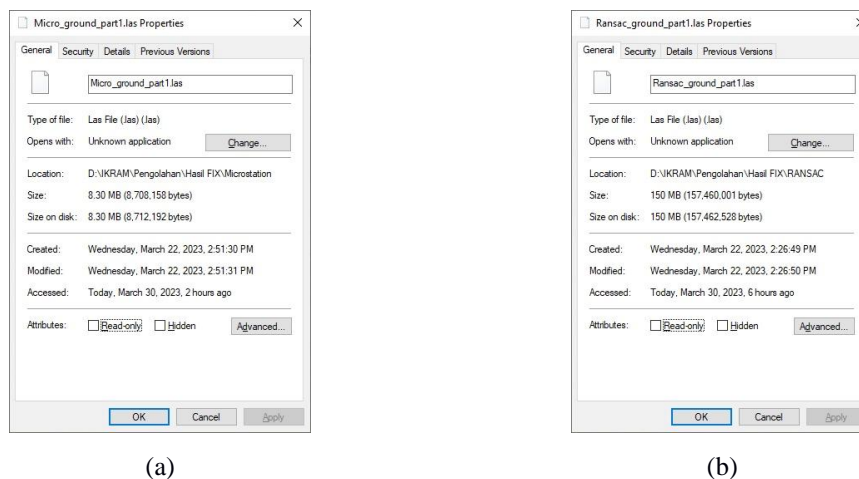 Micro_ground_part1.las Properties
General Security Details Previous Versions
Micro_ground_part1.las
Type of file: Las File (.las) (.las)
Opens with: Unknown application Change...
Location: D:\IKRAM\Pengolahan\Hasil FIX\Microstation
Size: 8.30 MB (8,708,158 bytes)
Size on disk: 8.30 MB (8,712,192 bytes)
Created: Wednesday, March 22, 2023, 2:51:30 PM
Modified: Wednesday, March 22, 2023, 2:51:31 PM
Accessed: Today, March 30, 2023, 2 hours ago
Attributes: Read-only Hidden Advanced...
OK Cancel Apply
(a)
Ransac_ground_part1.las Properties
General Security Details Previous Versions
Ransac_ground_part1.las
Type of file: Las File (.las) (.las)
Opens with: Unknown application Change...
Location: D:\IKRAM\Pengolahan\Hasil FIX\RANSAC
Size: 150 MB (157,460,001 bytes)
Size on disk: 150 MB (157,462,528 bytes)
Created: Wednesday, March 22, 2023, 2:26:49 PM
Modified: Wednesday, March 22, 2023, 2:26:50 PM
Accessed: Today, March 30, 2023, 6 hours ago
Attributes: Read-only Hidden Advanced...
OK Cancel Apply
(b)